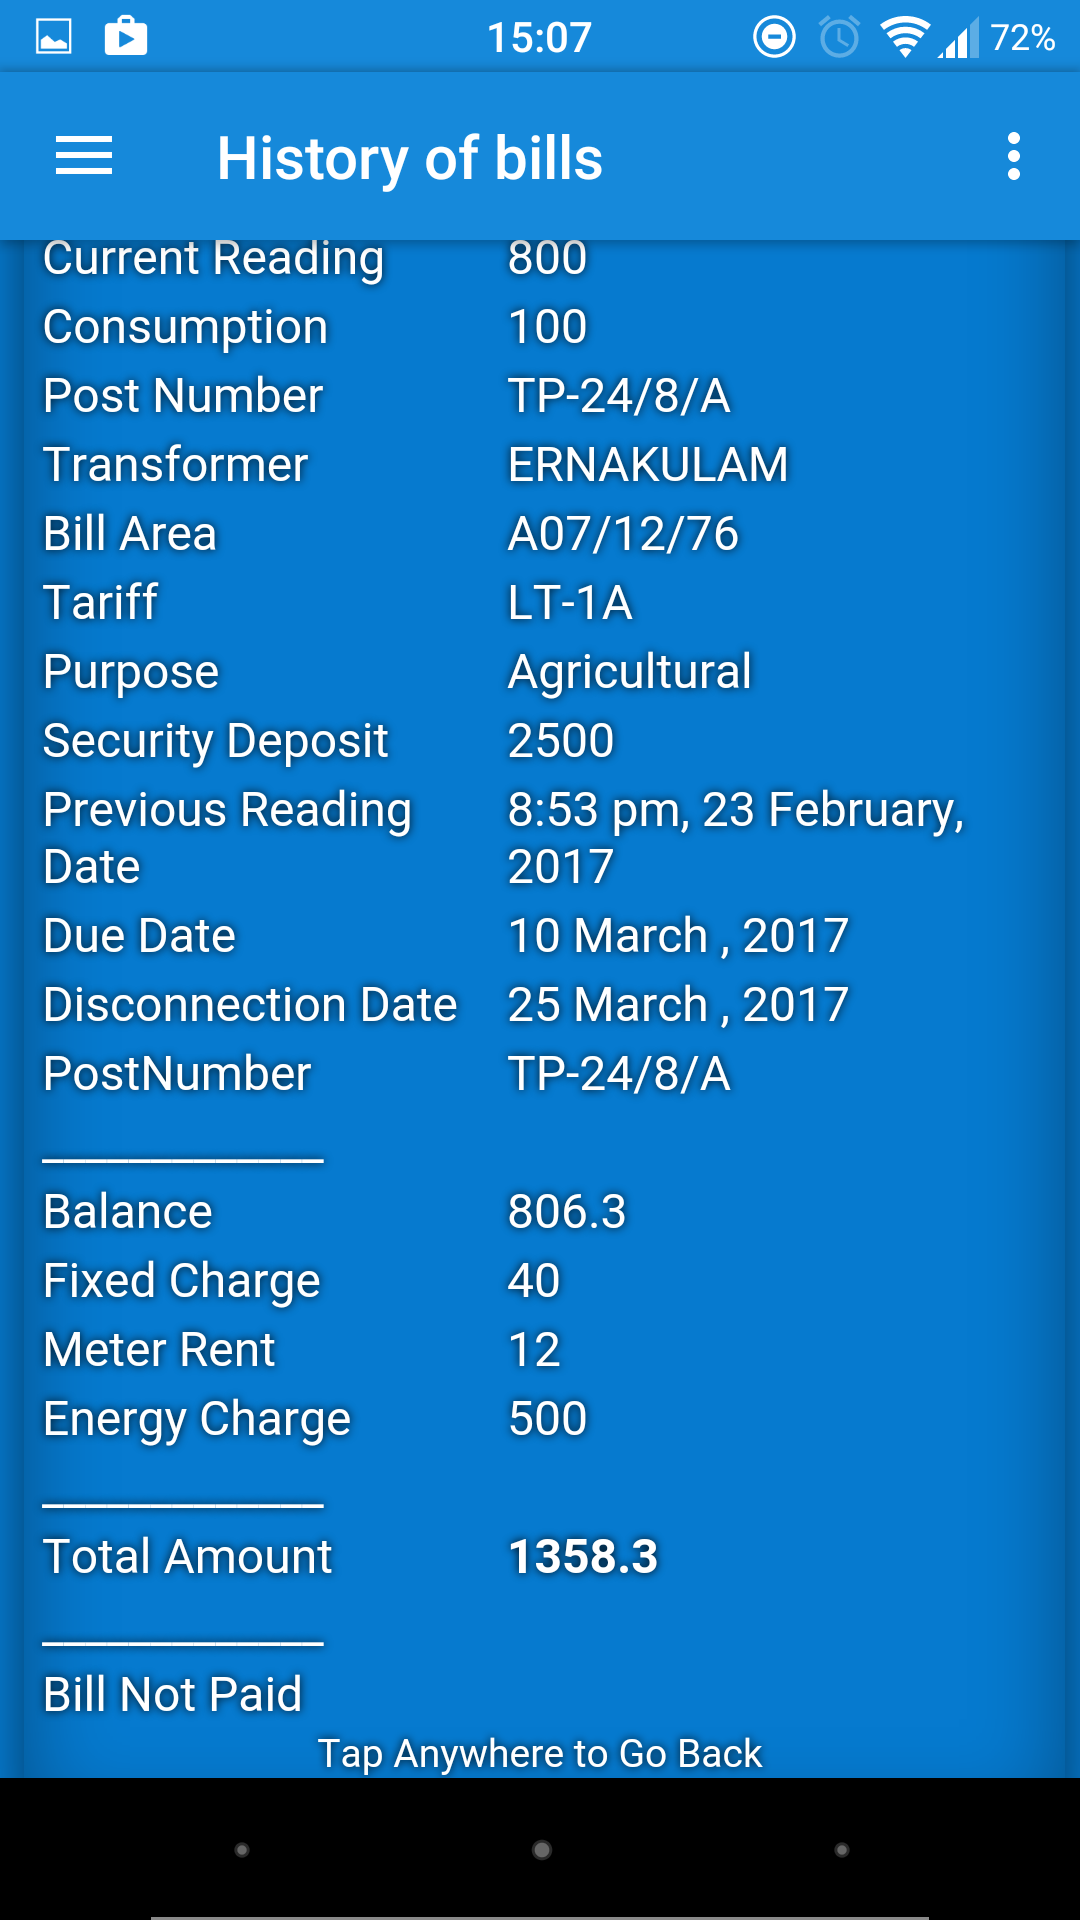 15:07
72%
History of bills
Current Reading 800
Consumption 100
Post Number TP-24/8/A
Transformer ERNAKULAM
Bill Area A07/12/76
Tariff LT-1A
Purpose Agricultural
Security Deposit 2500
Previous Reading 8:53 pm, 23 February,
Date 2017
Due Date 10 March , 2017
Disconnection Date 25 March , 2017
PostNumber TP-24/8/A
_____________
Balance 806.3
Fixed Charge 40
Meter Rent 12
Energy Charge 500
_____________
Total Amount 1358.3
_____________
Bill Not Paid
Tap Anywhere to Go Back